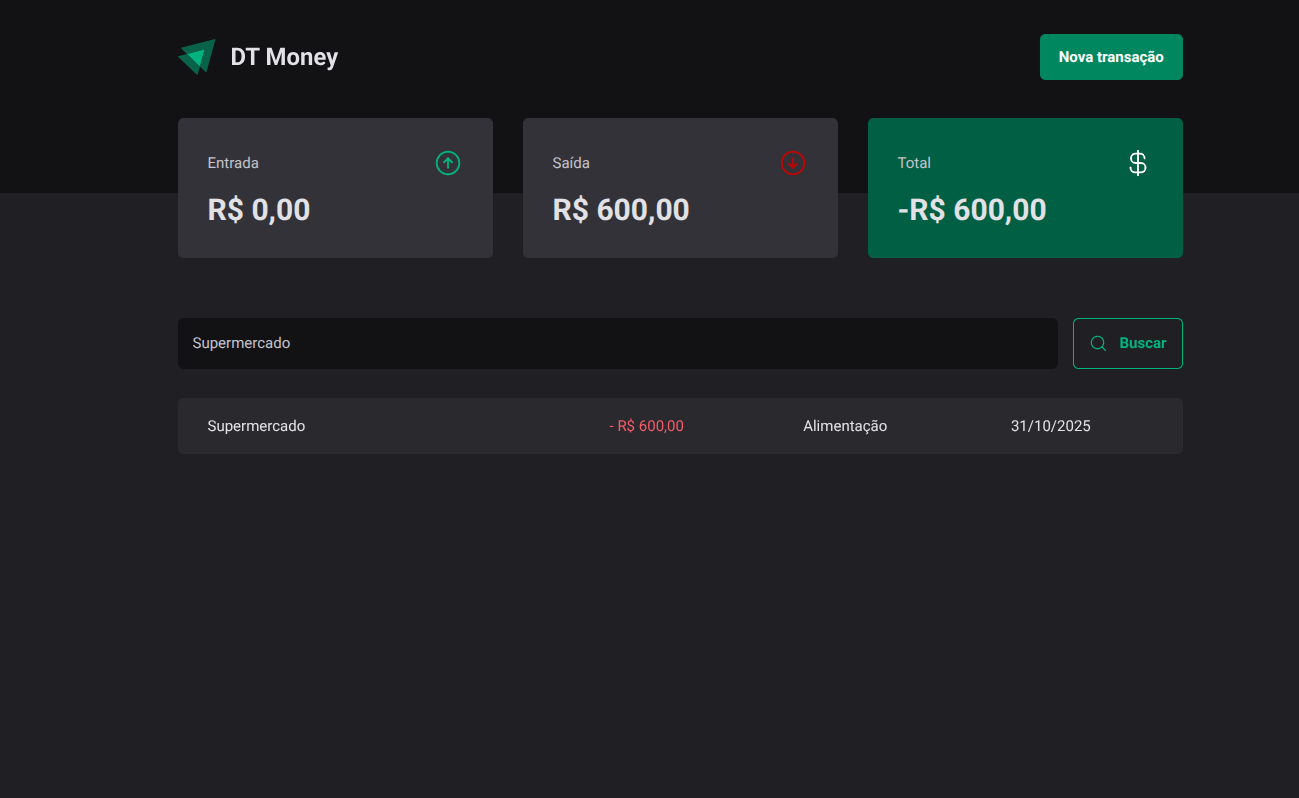 DT Money
Nova transação
Entrada
Saída
Total
R$ 0,00
R$ 600,00
-R$ 600,00
Supermercado
Buscar
Supermercado - R$ 600,00 Alimentação 31/10/2025